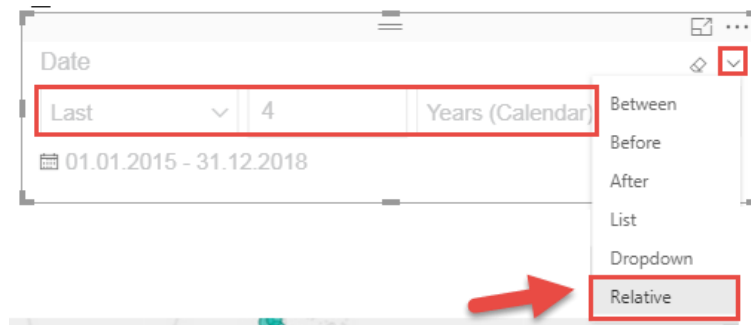 Date
Last 4 Years (Calendar)
01.01.2015 - 31.12.2018
Between
Before
After
List
Dropdown
Relative